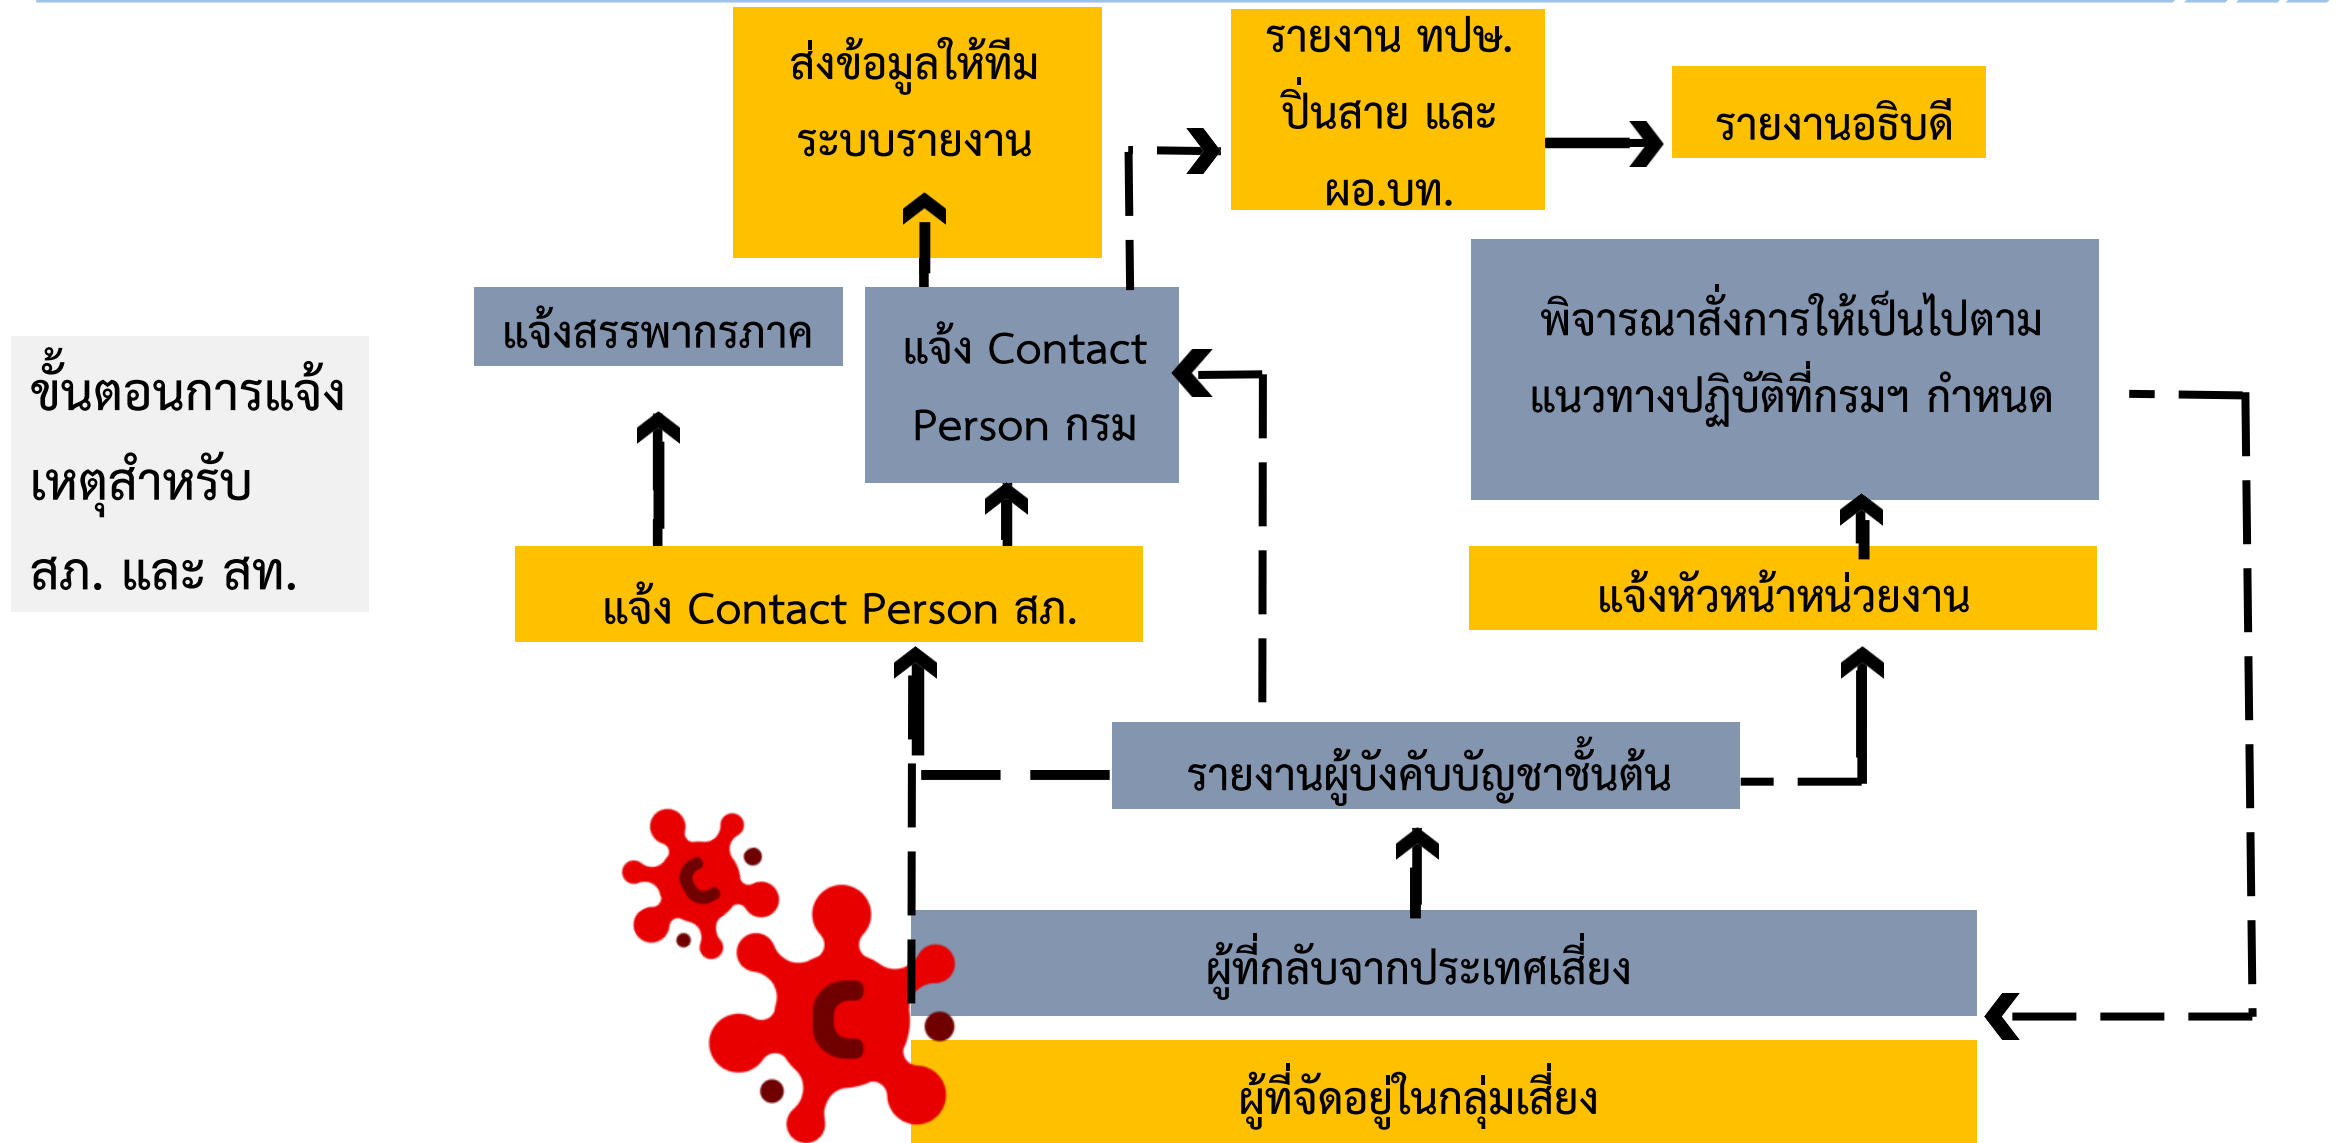 ส่งข้อมูลให้ทีม
ระบบรายงาน
รายงาน ทปษ.
ปิ่นสาย และ
ผอ.บท.
รายงานอธิบดี
แจ้งสรรพากรภาค
แจ้ง Contact
Person กรม
พิจารณาสั่งการให้เป็นไปตาม
แนวทางปฏิบัติที่กรมฯ กำหนด
ขั้นตอนการแจ้ง
เหตุสำหรับ
สภ. และ สท.
แจ้ง Contact Person สภ.
แจ้งหัวหน้าหน่วยงาน
รายงานผู้บังคับบัญชาชั้นต้น
ผู้ที่กลับจากประเทศเสี่ยง
ผู้ที่จัดอยู่ในกลุ่มเสี่ยง